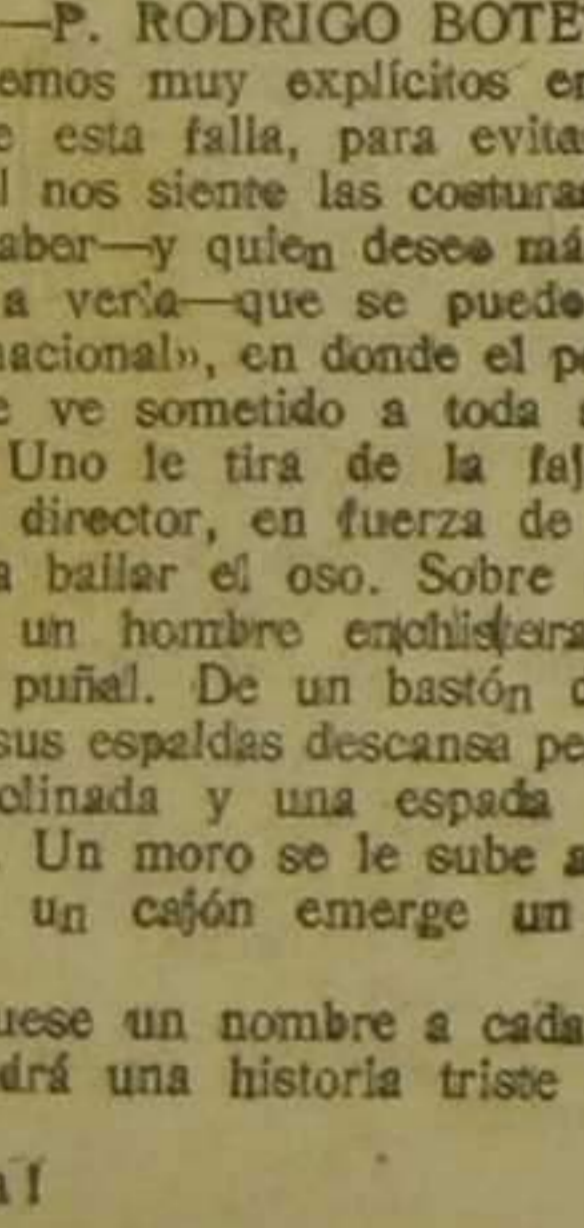 —P. RODRIGO BOTE
emos muy explícitos en
e esta falla, para evita
l nos siente las costura
aber—y quien desee má
a verla—que se puede
nacional», en donde el p
e ve sometido a toda
Uno le tira de la faj
director, en fuerza de
a bailar el oso. Sobre
un hombre enchistera
puñal. De un bastón
sus espaldas descansa pe
clinada y una espada
. Un moro se le sube a
un cajón emerge un
uese un nombre a cada
drá una historia triste
a!